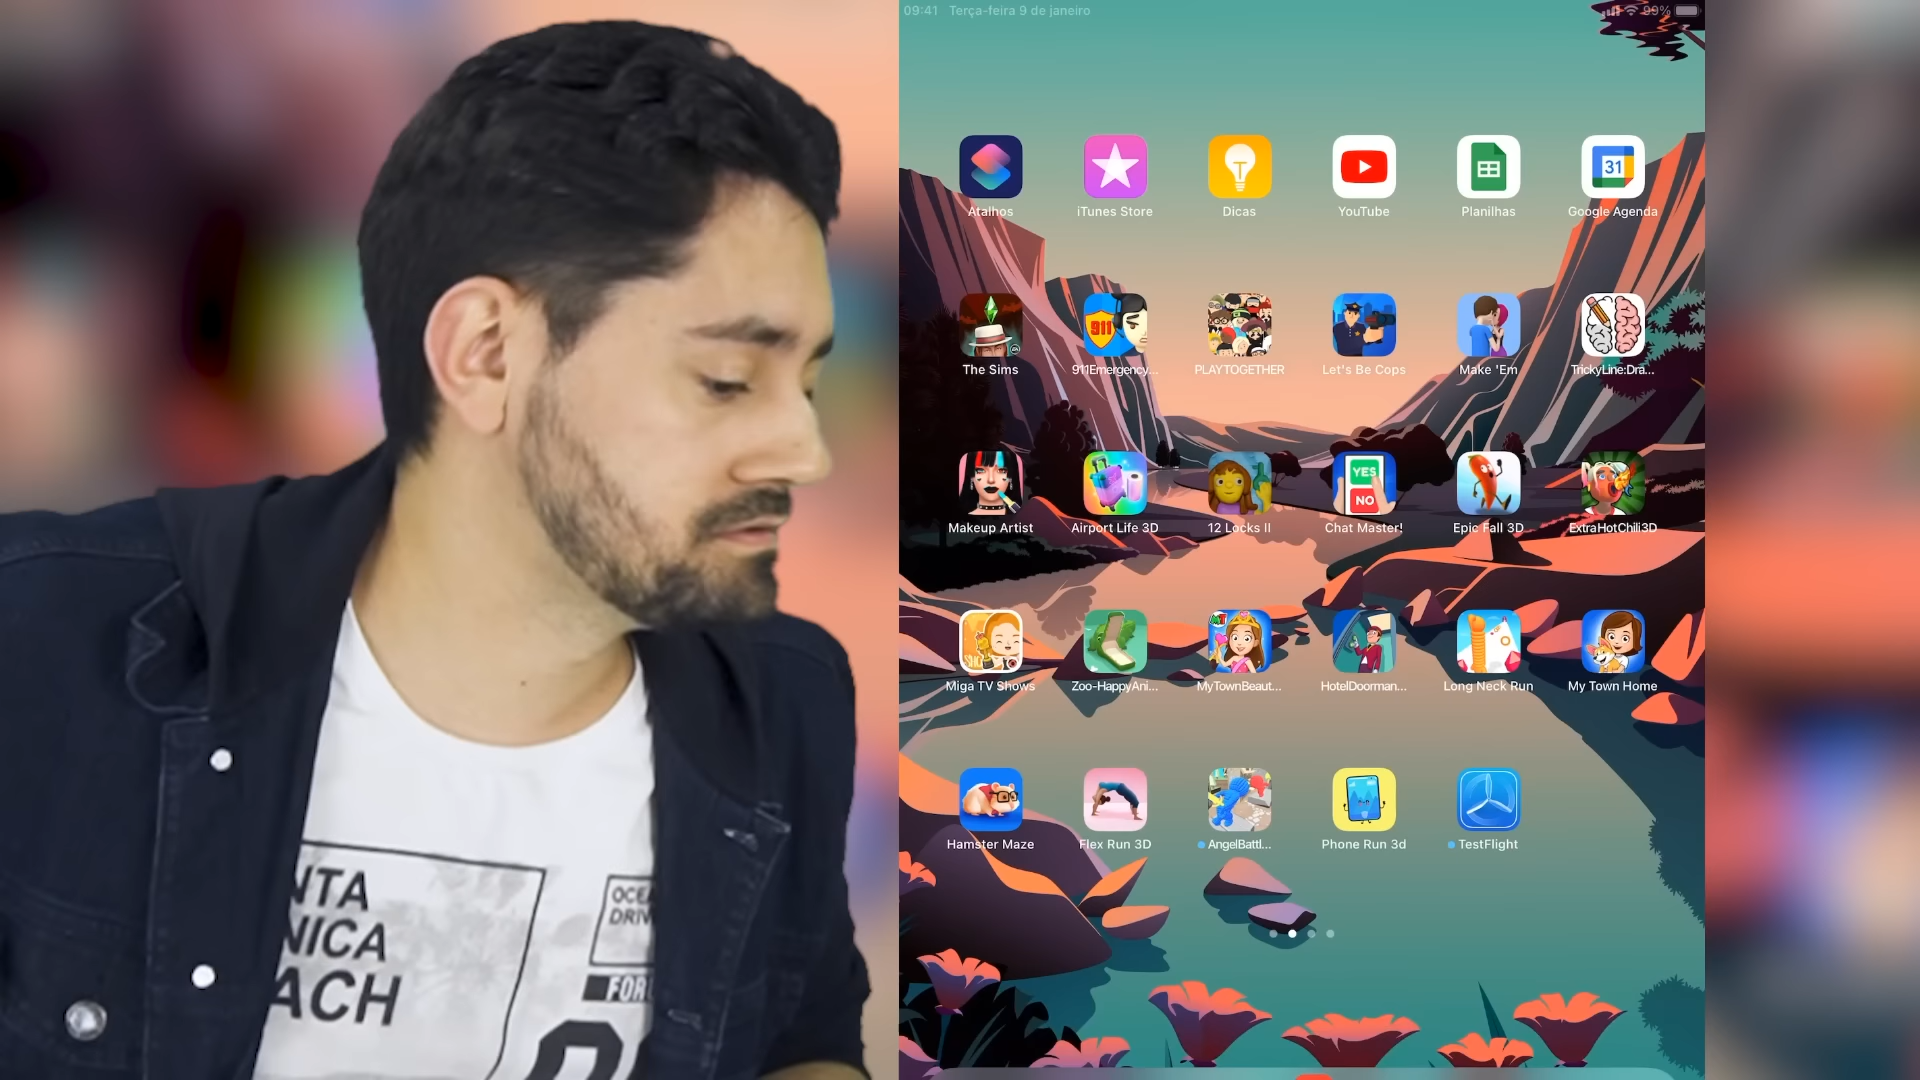 09:41 Terça-feira 9 de janeiro
99%
31
Atalhos
iTunes Store
Dicas
YouTube
Planilhas
Google Agenda
911
The Sims
911Emergency...
PLAYTOGETHER
Let's Be Cops
Make 'Em
TrickyLine:Dra...
YES
NO
Makeup Artist
Airport Life 3D
12 Locks II
Chat Master!
Epic Fall 3D
ExtraHotChili3D
MT
Miga TV Shows
Zoo-HappyAni...
MyTownBeaut...
HotelDoorman...
Long Neck Run
My Town Home
Hamster Maze
Flex Run 3D
AngelBattl...
Phone Run 3d
TestFlight
NTA
NICA
ACH
OCEA
DRIV
FOR